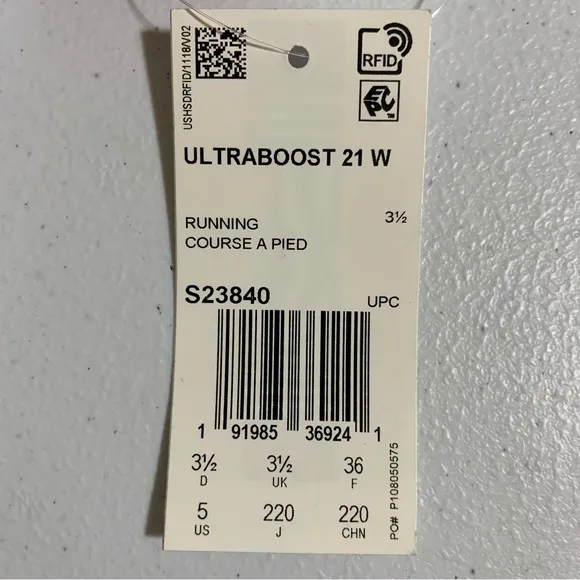 USHSDRFID/1118/V02
RFID
EPC™
ULTRABOOST 21 W
RUNNING 3½
COURSE A PIED
S23840 UPC
1 91985 36924 1
3½ 3½ 36
D UK F
5 220 220
US J CHN
PO# P108050575